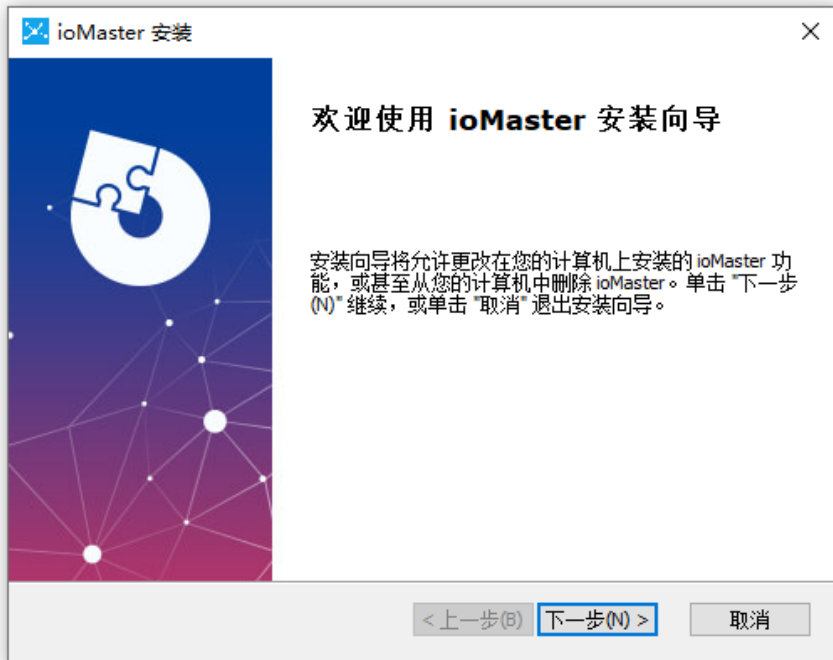 ioMaster 安装
欢迎使用 ioMaster 安装向导
安装向导将允许更改在您的计算机上安装的 ioMaster 功
能，或甚至从您的计算机中删除 ioMaster。单击 "下一步
(N)" 继续，或单击 "取消" 退出安装向导。
< 上一步(B) 下一步(N) > 取消